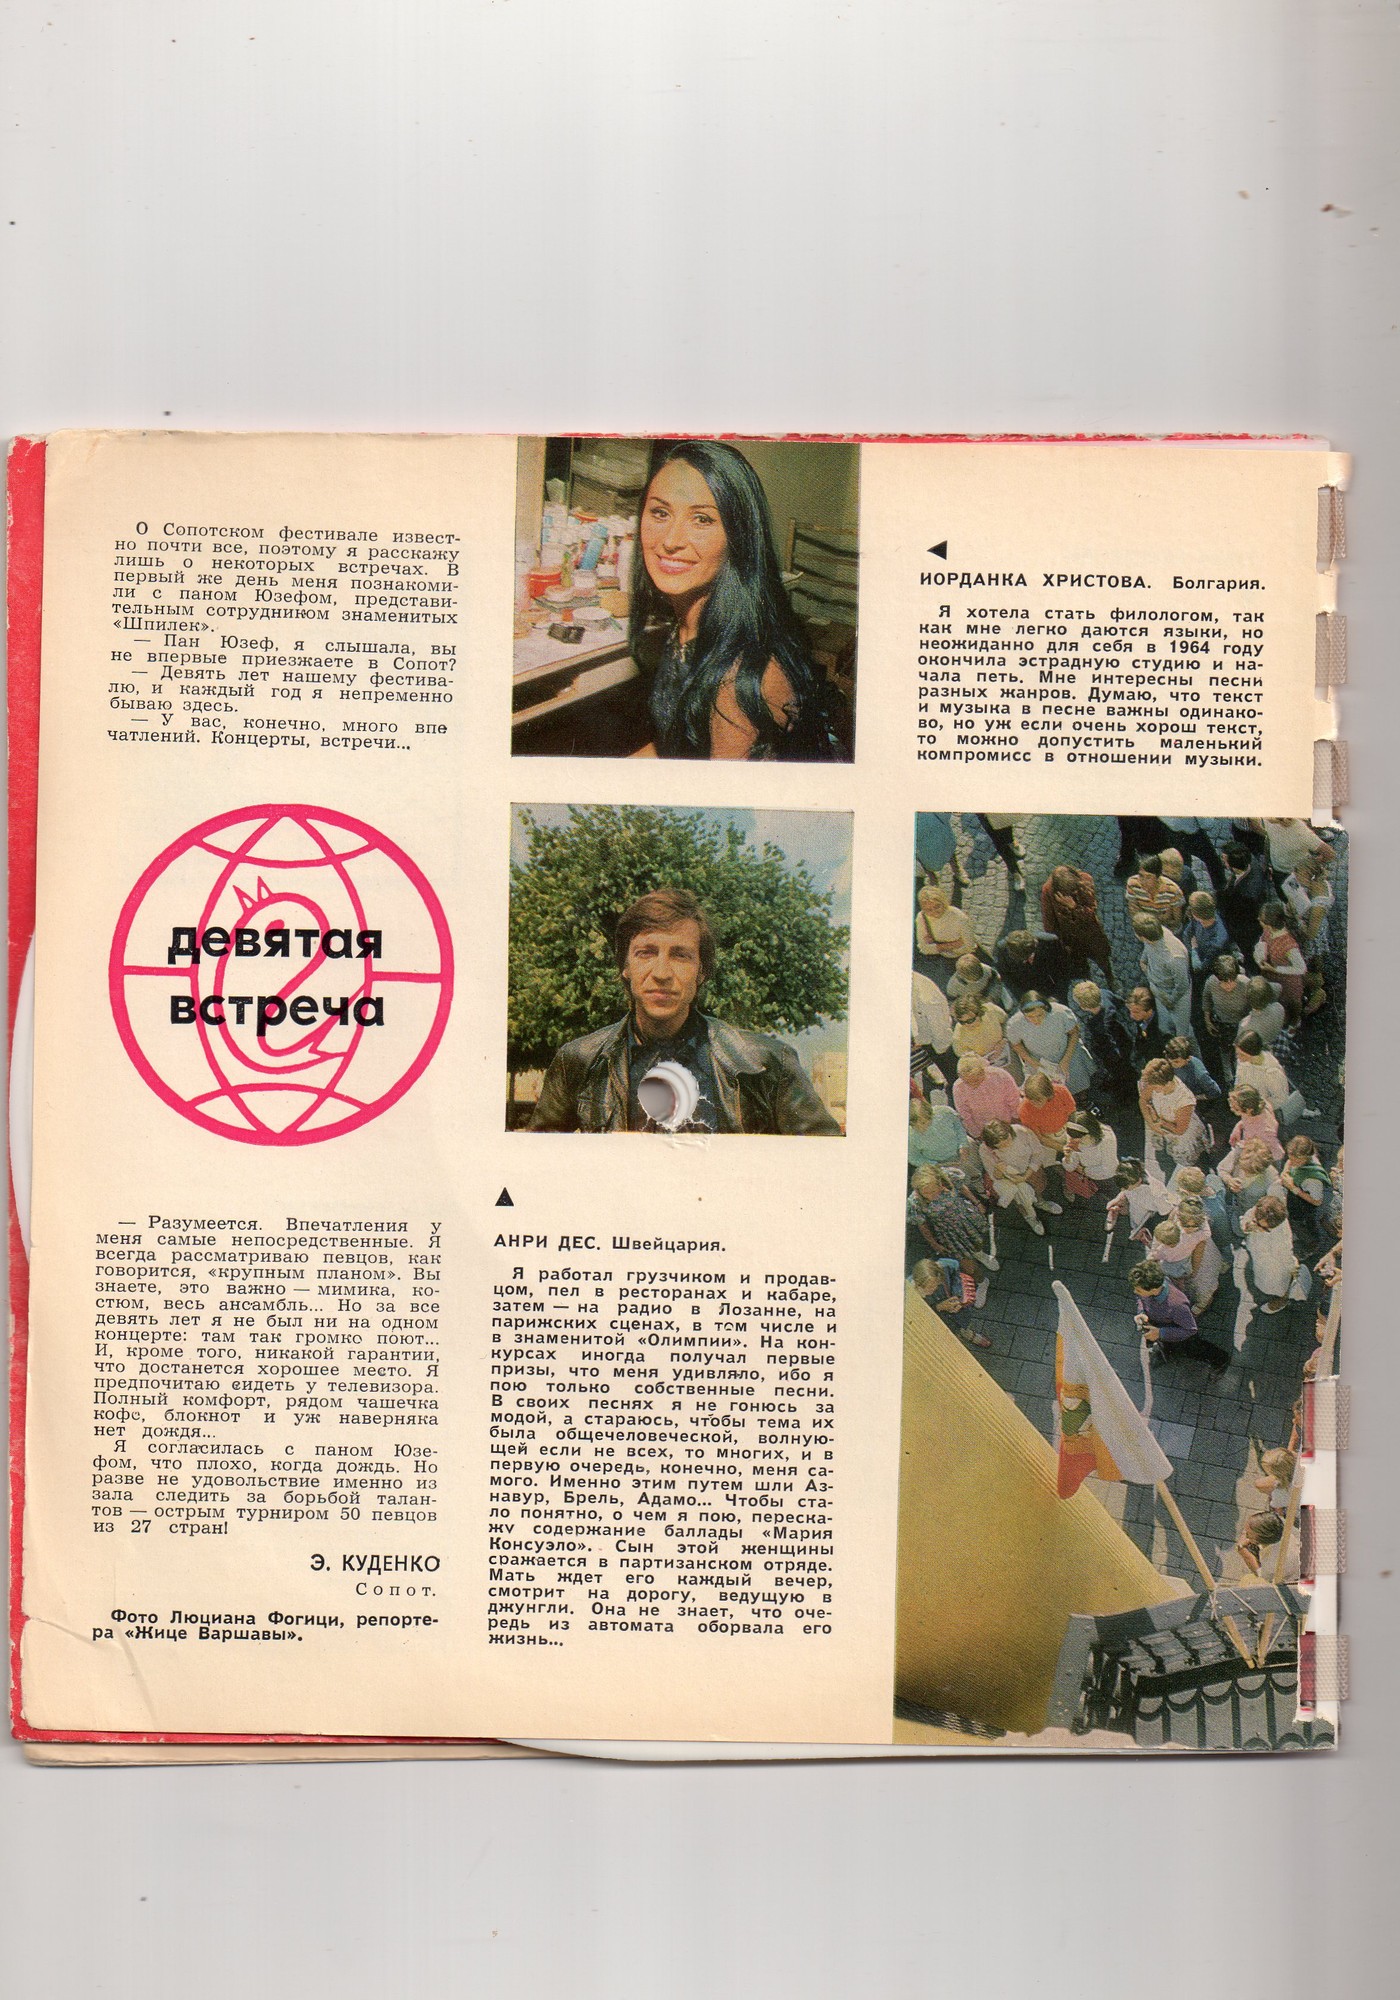 О Сопотском фестивале извест-
но почти все, поэтому я расскажу
лишь о некоторых встречах. В
первый же день меня познакоми-
ли с паном Юзефом, представи-
тельным сотрудником знаменитых
«Шпилек».
— Пан Юзеф, я слышала, вы
не впервые приезжаете в Сопот?
— Девять лет нашему фестива-
лю, и каждый год я непременно
бываю здесь.
— У вас, конечно, много впе
чатлений. Концерты, встречи...
девятая
встреча
— Разумеется. Впечатления у
меня самые непосредственные. Я
всегда рассматриваю певцов, как
говорится, «крупным планом». Вы
знаете, это важно — мимика, ко-
стюм, весь ансамбль... Но за все
девять лет я не был ни на одном
концерте: там так громко поют...
И, кроме того, никакой гарантии,
что достанется хорошее место. Я
предпочитаю сидеть у телевизора.
Полный комфорт, рядом чашечка
кофе, блокнот и уж наверняка
нет дождя...
Я согласилась с паном Юзе-
фом, что плохо, когда дождь. Но
разве не удовольствие именно из
зала следить за борьбой талан-
тов — острым турниром 50 певцов
из 27 стран!
Э. КУДЕНКО
Сопот.
Фото Люциана Фогици, репорте-
ра «Жице Варшавы».
АНРИ ДЕС. Швейцария.
Я работал грузчиком и продав-
цом, пел в ресторанах и кабаре,
затем — на радио в Лозанне, на
парижских сценах, в том числе и
в знаменитой «Олимпии». На кон-
курсах иногда получал первые
призы, что меня удивляло, ибо я
пою только собственные песни.
В своих песнях я не гонюсь за
модой, а стараюсь, чтобы тема их
была общечеловеческой, волную-
щей если не всех, то многих, и в
первую очередь, конечно, меня са-
мого. Именно этим путем шли Аз-
навур, Брель, Адамо... Чтобы ста-
ло понятно, о чем я пою, переска-
жу содержание баллады «Мария
Консуэло». Сын этой женщины
сражается в партизанском отряде.
Мать ждет его каждый вечер,
смотрит на дорогу, ведущую в
джунгли. Она не знает, что оче-
редь из автомата оборвала его
жизнь...
ИОРДАНКА ХРИСТОВА. Болгария.
Я хотела стать филологом, так
как мне легко даются языки, но
неожиданно для себя в 1964 году
окончила эстрадную студию и на-
чала петь. Мне интересны песни
разных жанров. Думаю, что текст
и музыка в песне важны одинако-
во, но уж если очень хорош текст,
то можно допустить маленький
компромисс в отношении музыки.